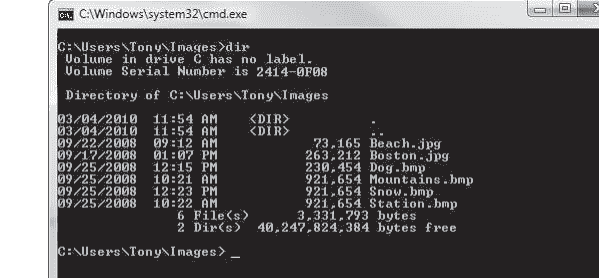 C:\Windows\system32\cmd.exe
C:\Users\Tony\Images>dir
Volume in drive C has no label.
Volume Serial Number is 2414-0F08
Directory of C:\Users\Tony\Images
03/04/2010 11:54 AM <DIR> .
03/04/2010 11:54 AM <DIR> ..
09/22/2008 09:12 AM 73,165 Beach.jpg
09/17/2008 01:07 PM 263,212 Boston.jpg
09/25/2008 12:15 PM 230,454 Dog.bmp
09/25/2008 10:21 AM 921,654 Mountains.bmp
09/25/2008 12:23 PM 921,654 Snow.bmp
09/25/2008 10:22 AM 921,654 Station.bmp
6 File(s) 3,331,793 bytes
2 Dir(s) 40,247,824,384 bytes free
C:\Users\Tony\Images>_